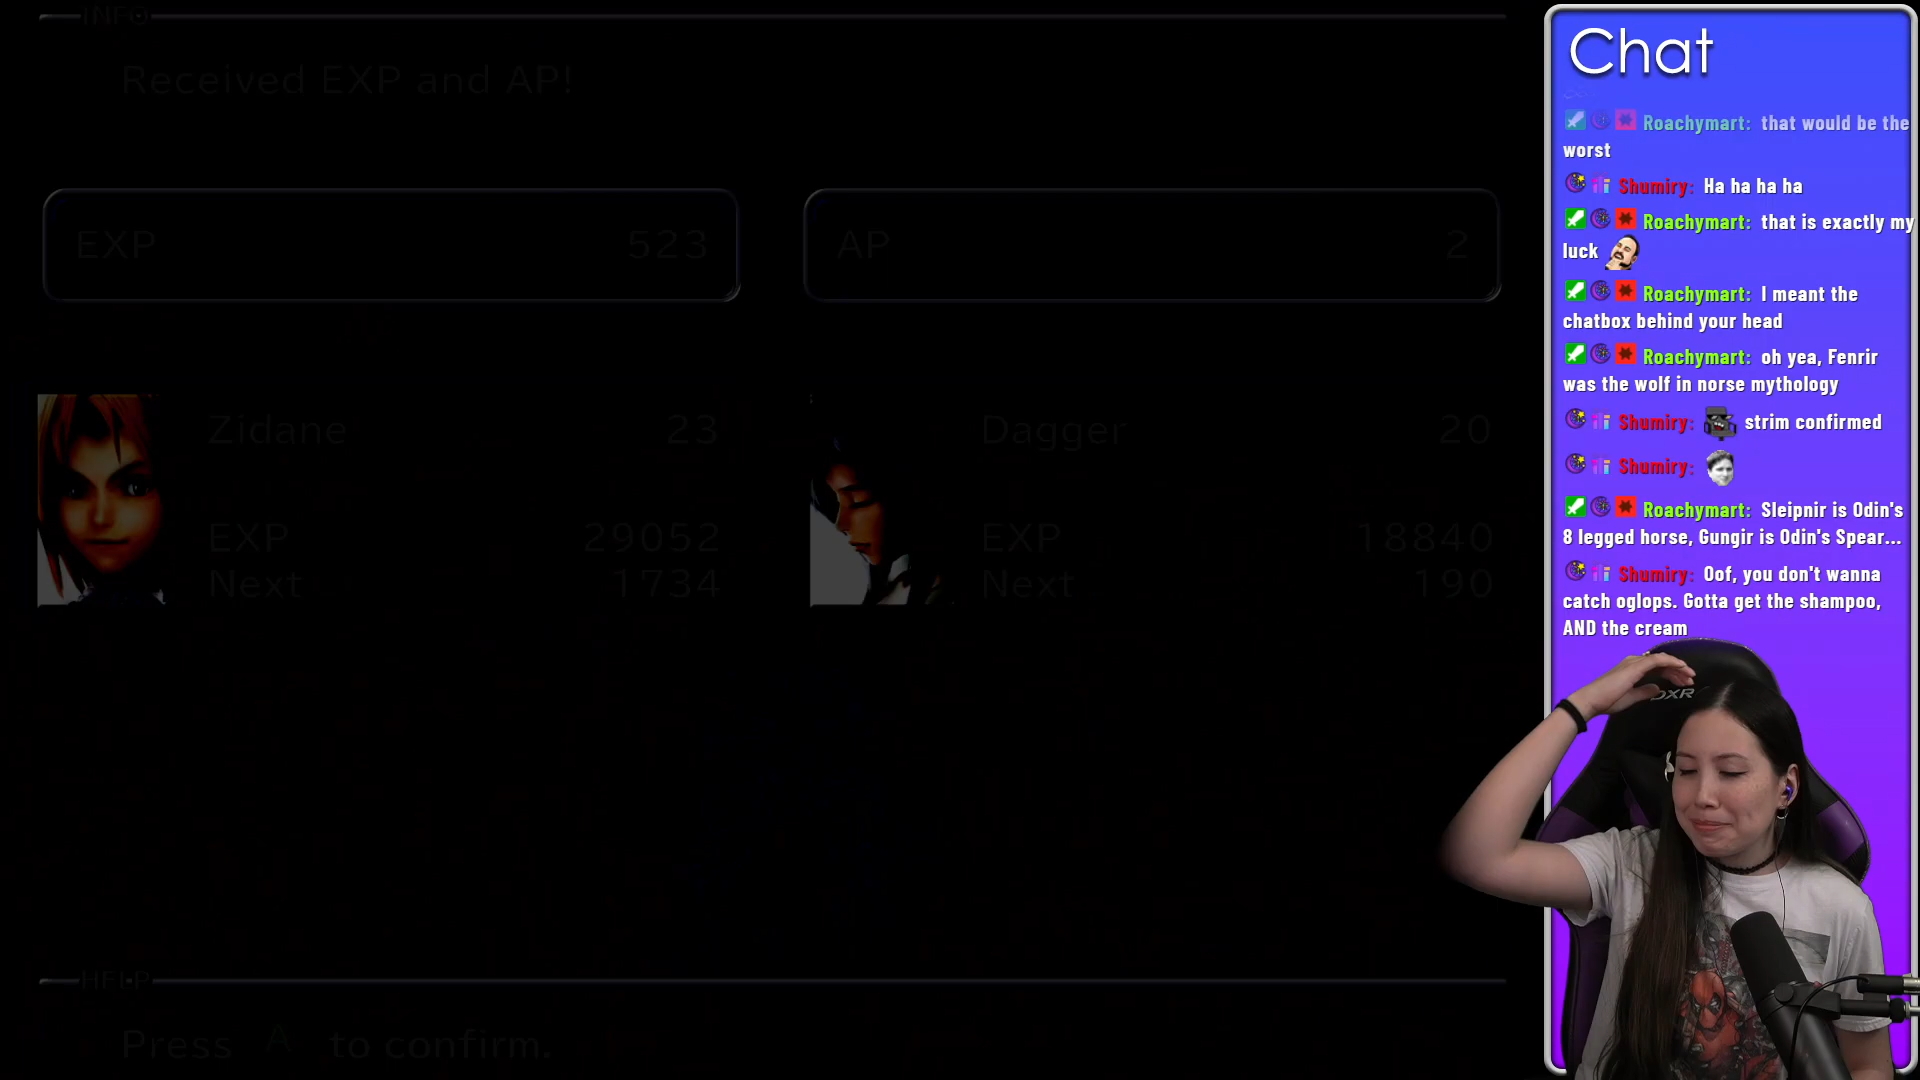 INFO
Received EXP and AP!
EXP 523
AP 2
Zidane 23
EXP 29052
Next 1734
Dagger 20
EXP 18840
Next 190
HELP
Press A to confirm.
Chat
Roachymart: that would be the
worst
Shumiry: Ha ha ha ha
Roachymart: that is exactly my
luck
Roachymart: I meant the
chatbox behind your head
Roachymart: oh yea, Fenrir
was the wolf in norse mythology
Shumiry: strim confirmed
Shumiry:
Roachymart: Sleipnir is Odin's
8 legged horse, Gungir is Odin's Spear...
Shumiry: Oof, you don't wanna
catch oglops. Gotta get the shampoo,
AND the cream
DXR